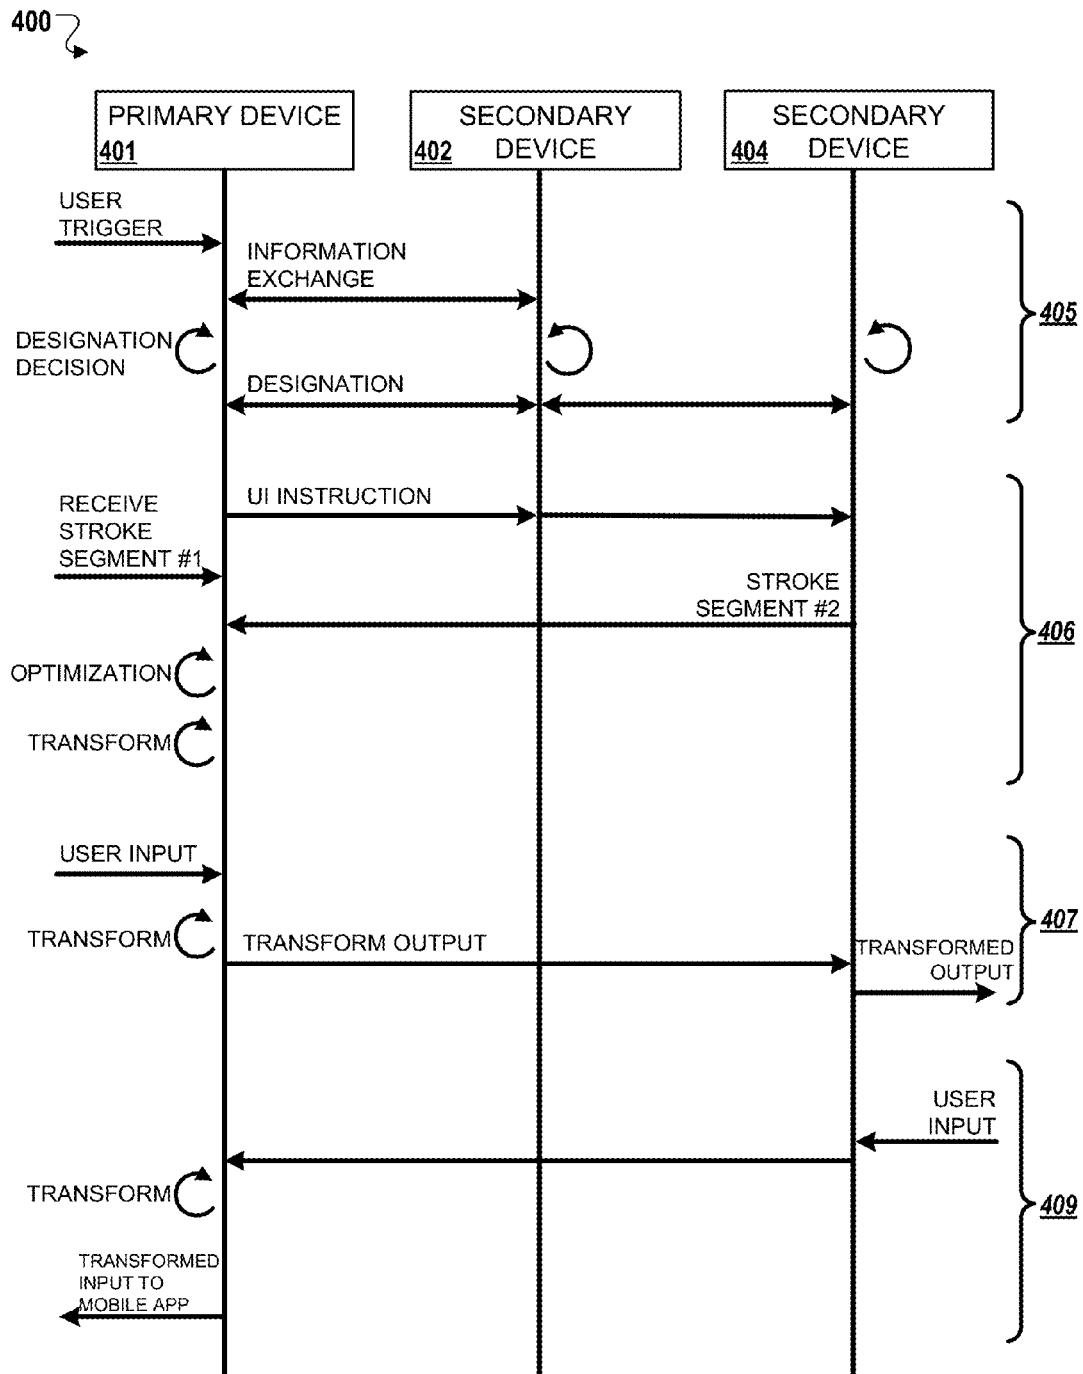 400
PRIMARY DEVICE
401
SECONDARY
DEVICE
402
SECONDARY
DEVICE
404
USER
TRIGGER
INFORMATION
EXCHANGE
405
DESIGNATION
DECISION
DESIGNATION
UI INSTRUCTION
RECEIVE
STROKE
SEGMENT #1
STROKE
SEGMENT #2
406
OPTIMIZATION
TRANSFORM
USER INPUT
407
TRANSFORM
TRANSFORM OUTPUT
TRANSFORMED
OUTPUT
USER
INPUT
TRANSFORM
409
TRANSFORMED
INPUT TO
MOBILE APP